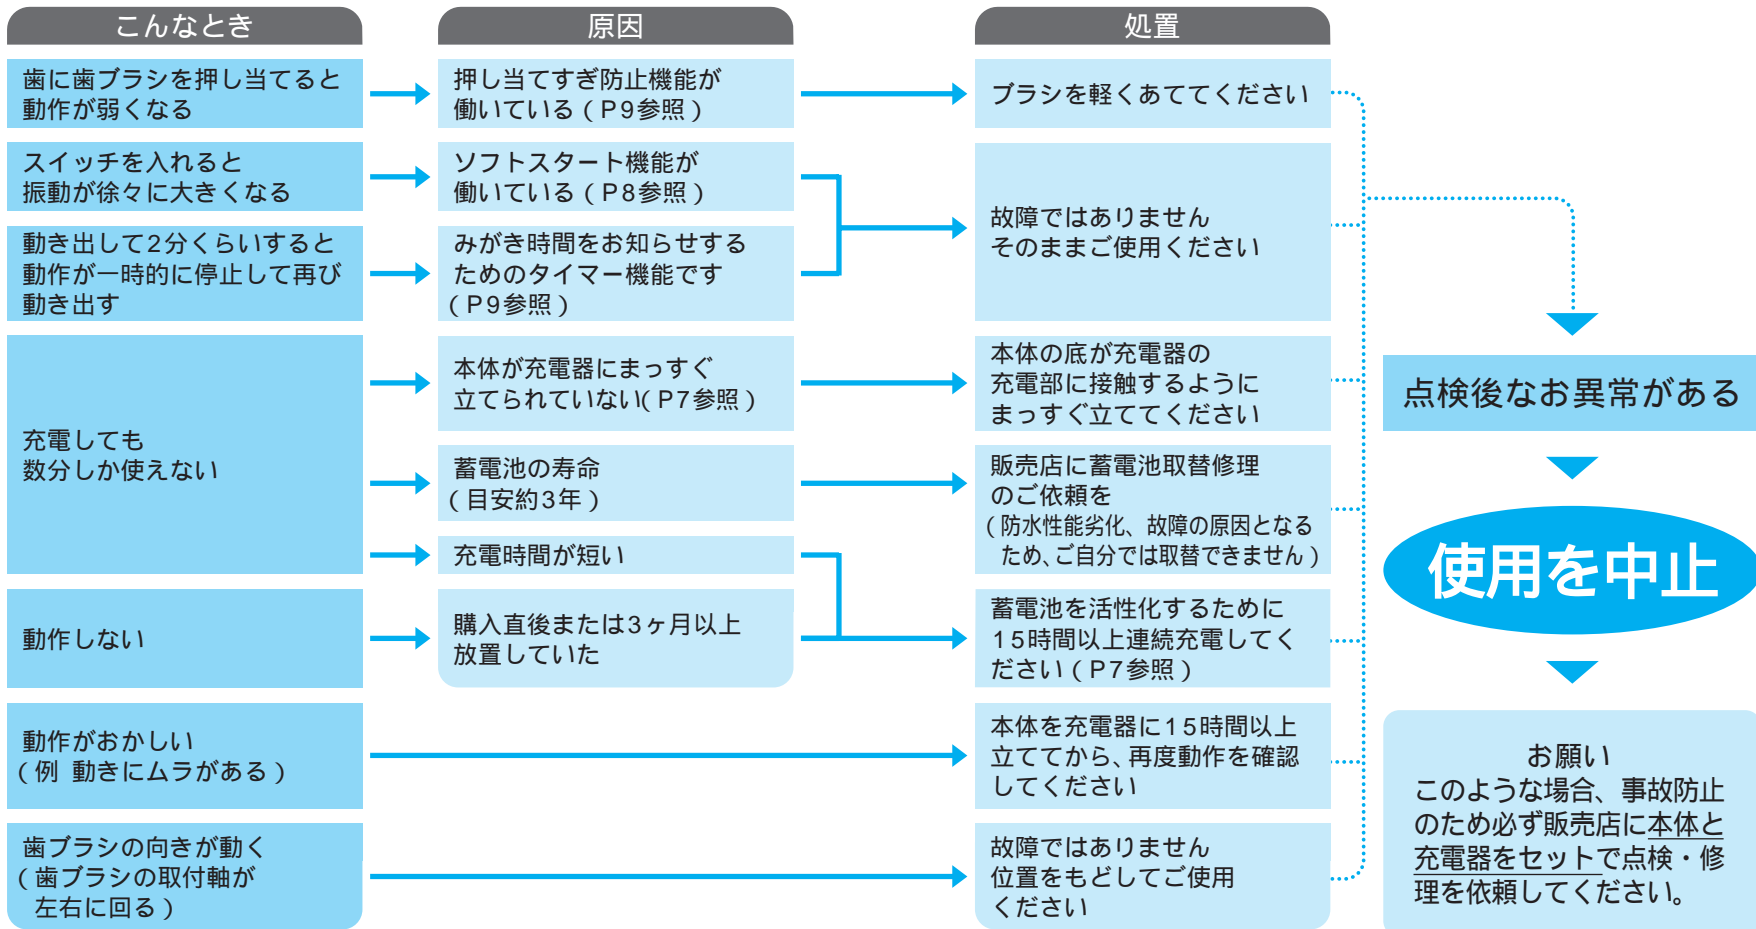 こんなとき
原因
処置
歯に歯ブラシを押し当てると
動作が弱くなる
押し当てすぎ防止機能が
働いている(P9参照)
ブラシを軽くあててください
スイッチを入れると
振動が徐々に大きくなる
ソフトスタート機能が
働いている(P8参照)
動き出して2分くらいすると
動作が一時的に停止して再び
動き出す
みがき時間をお知らせする
ためのタイマー機能です
(P9参照)
故障ではありません
そのままご使用ください
充電しても
数分しか使えない
本体が充電器にまっすぐ
立てられていない(P7参照)
本体の底が充電器の
充電部に接触するように
まっすぐ立ててください
蓄電池の寿命
(目安約3年)
販売店に蓄電池取替修理
のご依頼を
(防水性能劣化、故障の原因となる
ため、ご自分では取替できません)
充電時間が短い
動作しない
購入直後または3ヶ月以上
放置していた
蓄電池を活性化するために
15時間以上連続充電してく
ださい(P7参照)
動作がおかしい
(例 動きにムラがある)
本体を充電器に15時間以上
立ててから、再度動作を確認
してください
歯ブラシの向きが動く
(歯ブラシの取付軸が
左右に回る)
故障ではありません
位置をもどしてご使用
ください
点検後なお異常がある
使用を中止
お願い
このような場合、事故防止
のため必ず販売店に本体と
充電器をセットで点検・修
理を依頼してください。